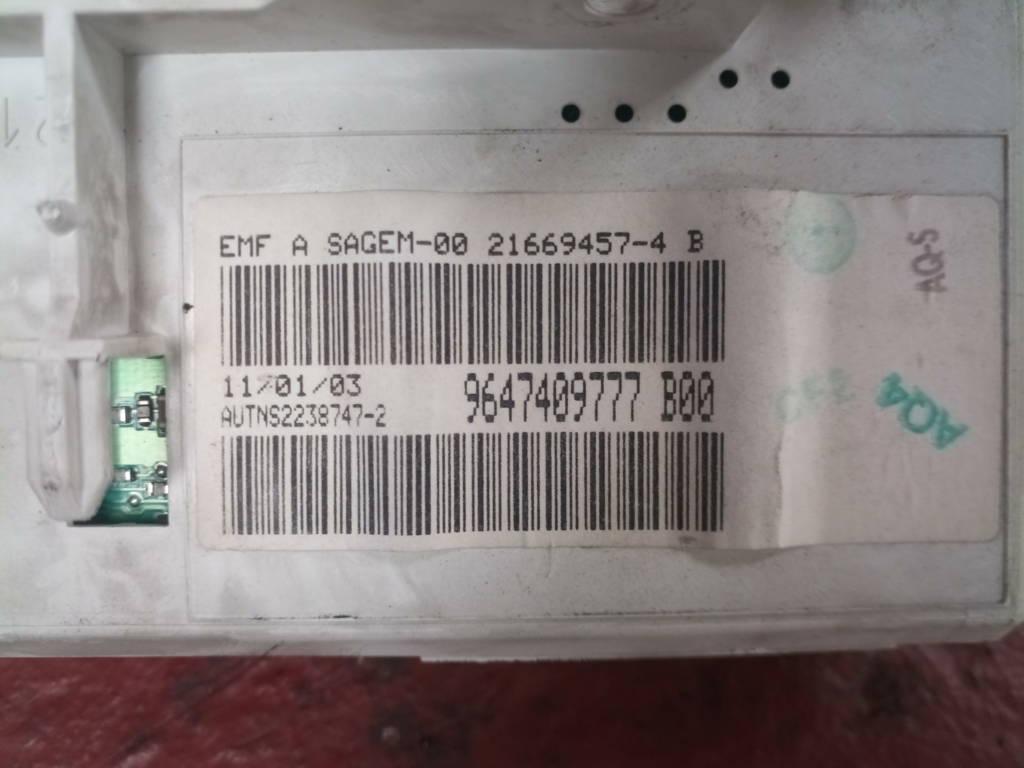 EMF A SAGEM-00 21669457-4 B
11/01/03
9647409777 B00
AUTNS2238747-2
AQ-S
AQ4